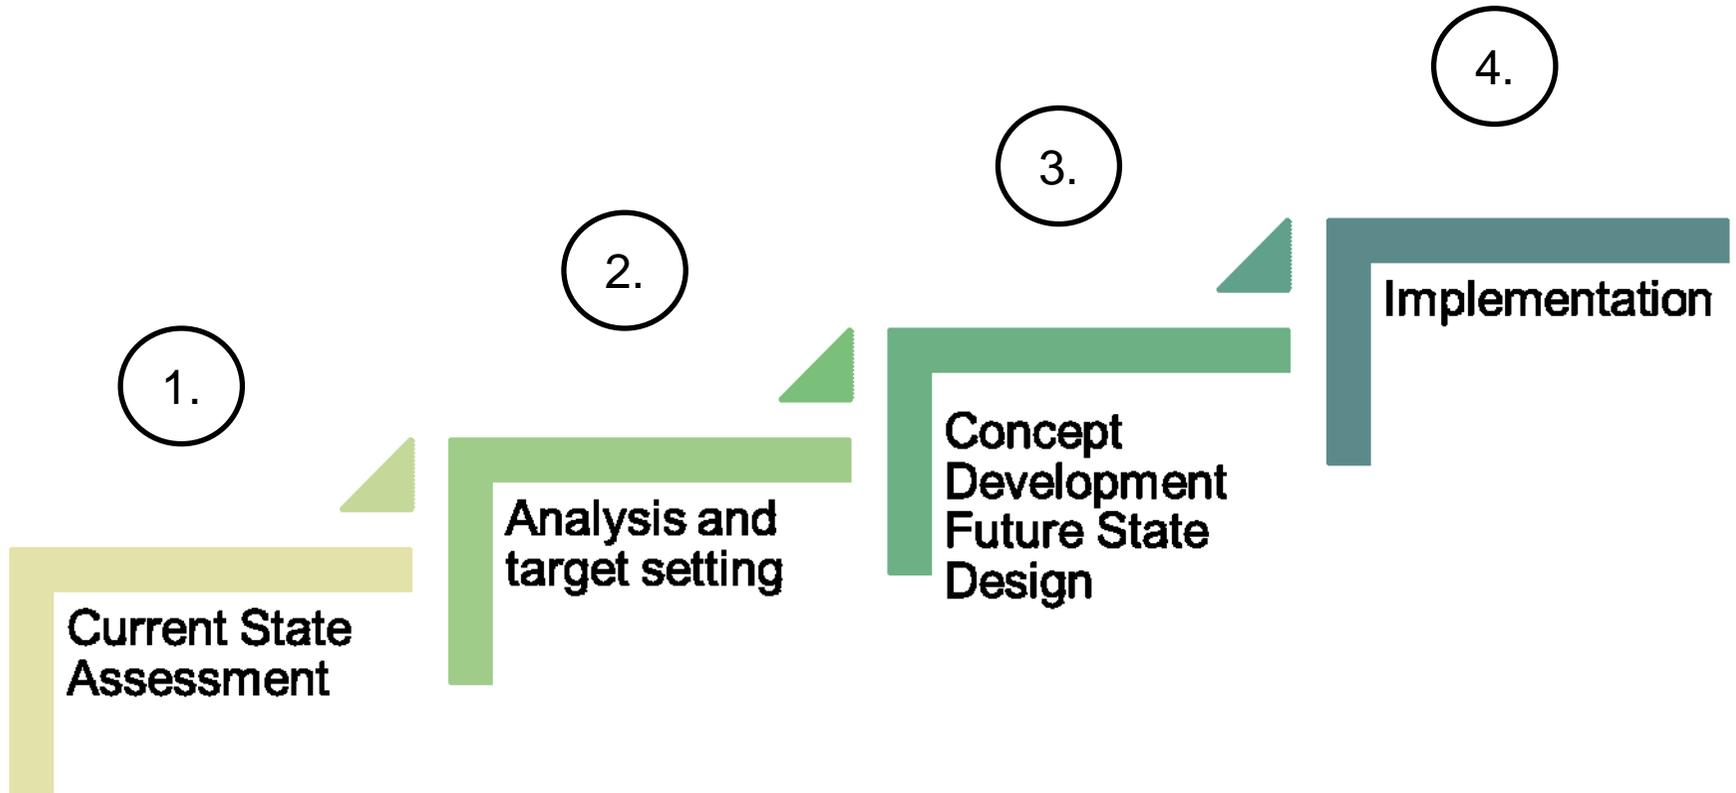 1.
Current State
Assessment
2.
Analysis and
target setting
3.
Concept
Development
Future State
Design
4.
Implementation